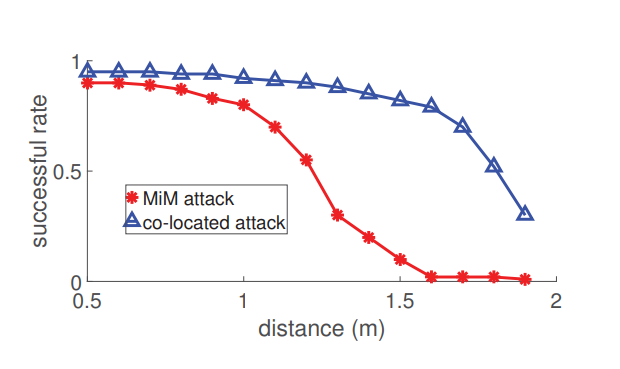 1
0.5
0
successful rate
MiM attack
co-located attack
0.5 1 1.5 2
distance (m)